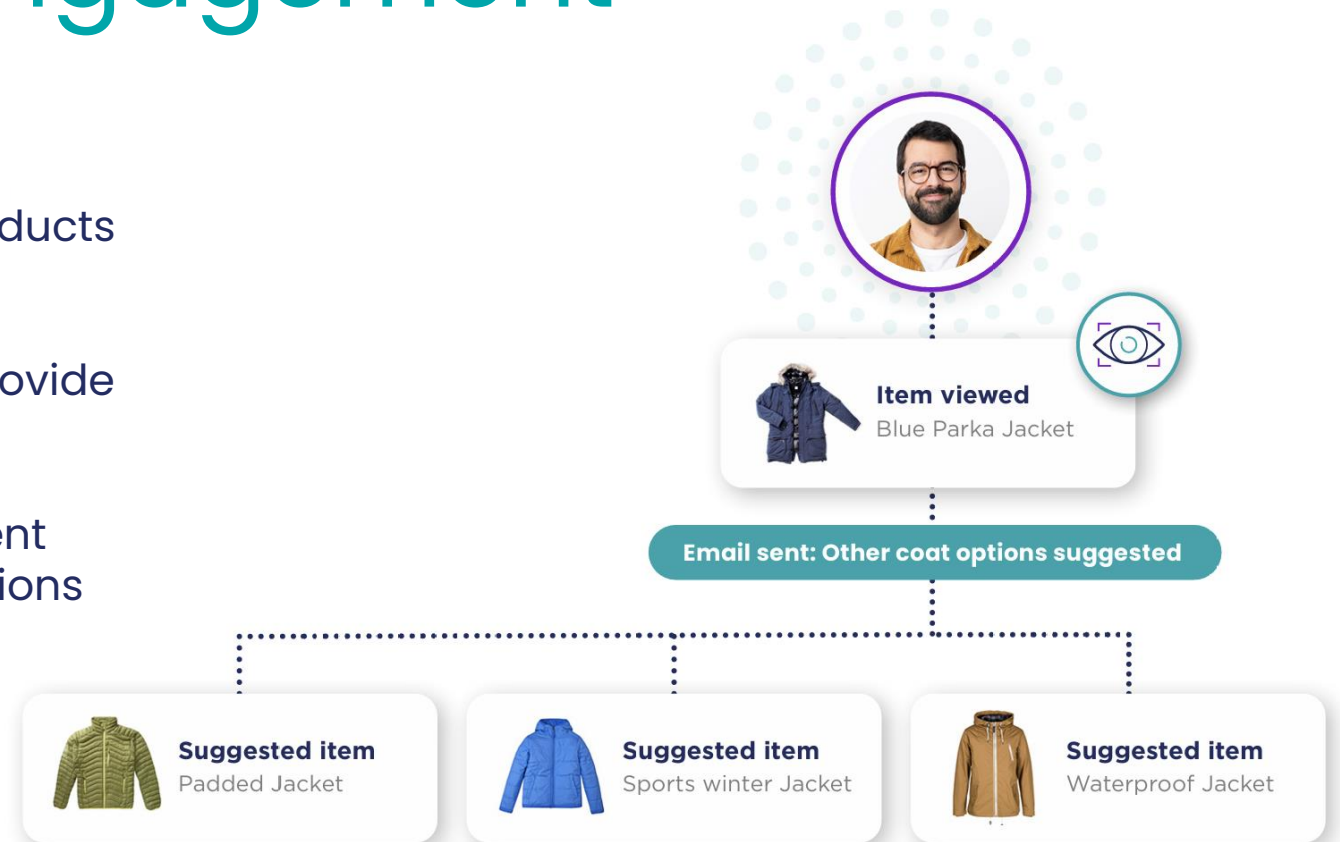 ngagement
ducts
ovide
ent
ions
Item viewed
Blue Parka Jacket
Email sent: Other coat options suggested
Suggested item
Padded Jacket
Suggested item
Sports winter Jacket
Suggested item
Waterproof Jacket